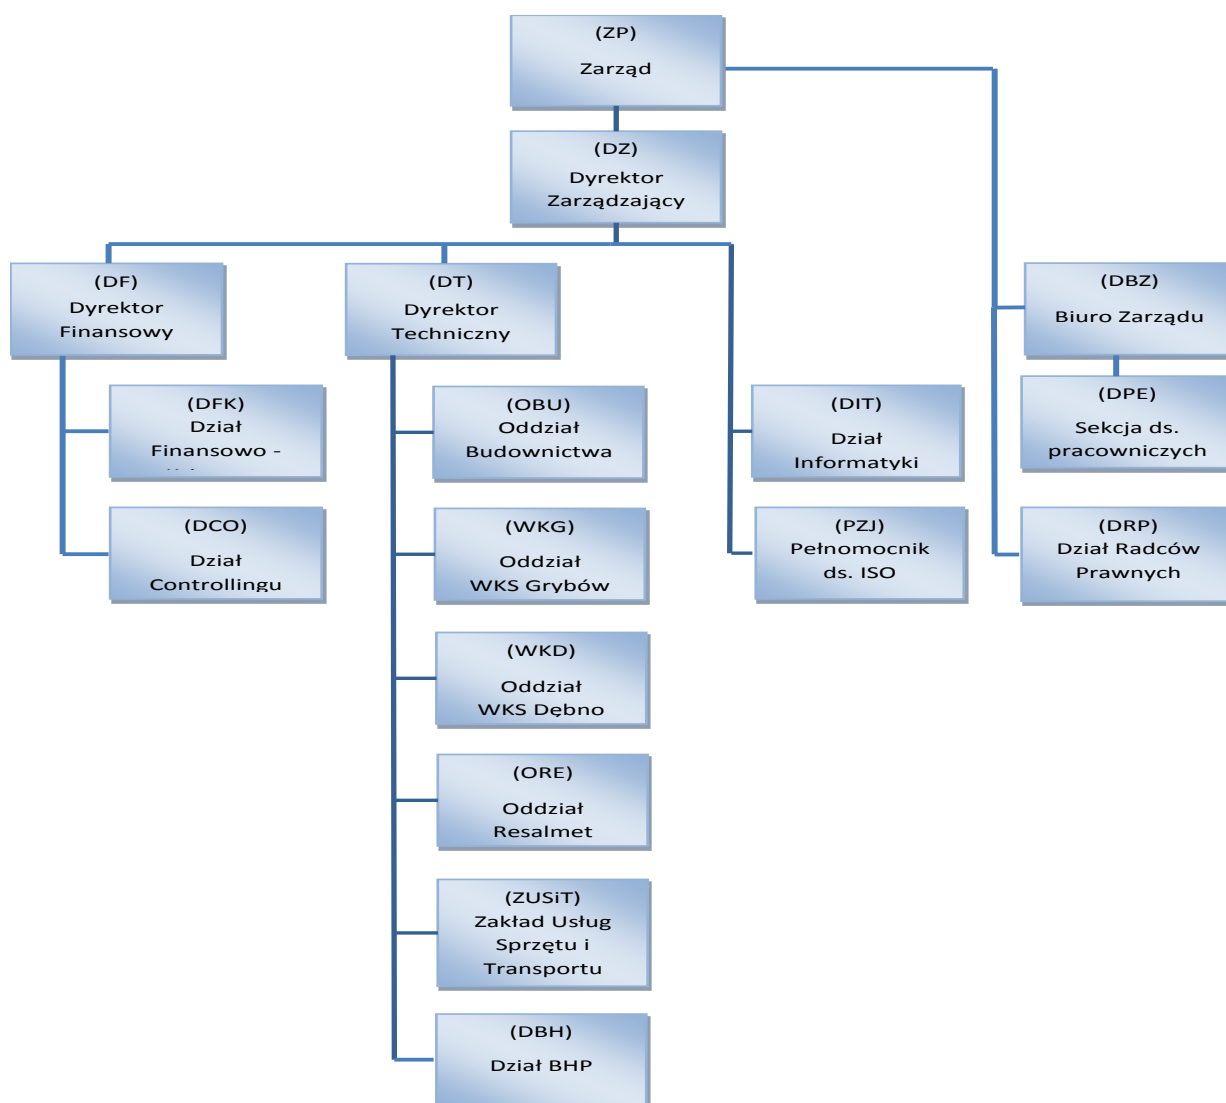 (ZP)
Zarząd
(DZ)
Dyrektor
Zarządzający
(DF)
Dyrektor
Finansowy
(DT)
Dyrektor
Techniczny
(DBZ)
Biuro Zarządu
(DFK)
Dział
Finansowo -
(OBU)
Oddział
Budownictwa
(DIT)
Dział
Informatyki
(DPE)
Sekcja ds.
pracowniczych
(DCO)
Dział
Controllingu
(WKG)
Oddział
WKS Grybów
(PZJ)
Pełnomocnik
ds. ISO
(DRP)
Dział Radców
Prawnych
(WKD)
Oddział
WKS Dębno
(ORE)
Oddział
Resalmet
(ZUSiT)
Zakład Usług
Sprzętu i
Transportu
(DBH)
Dział BHP